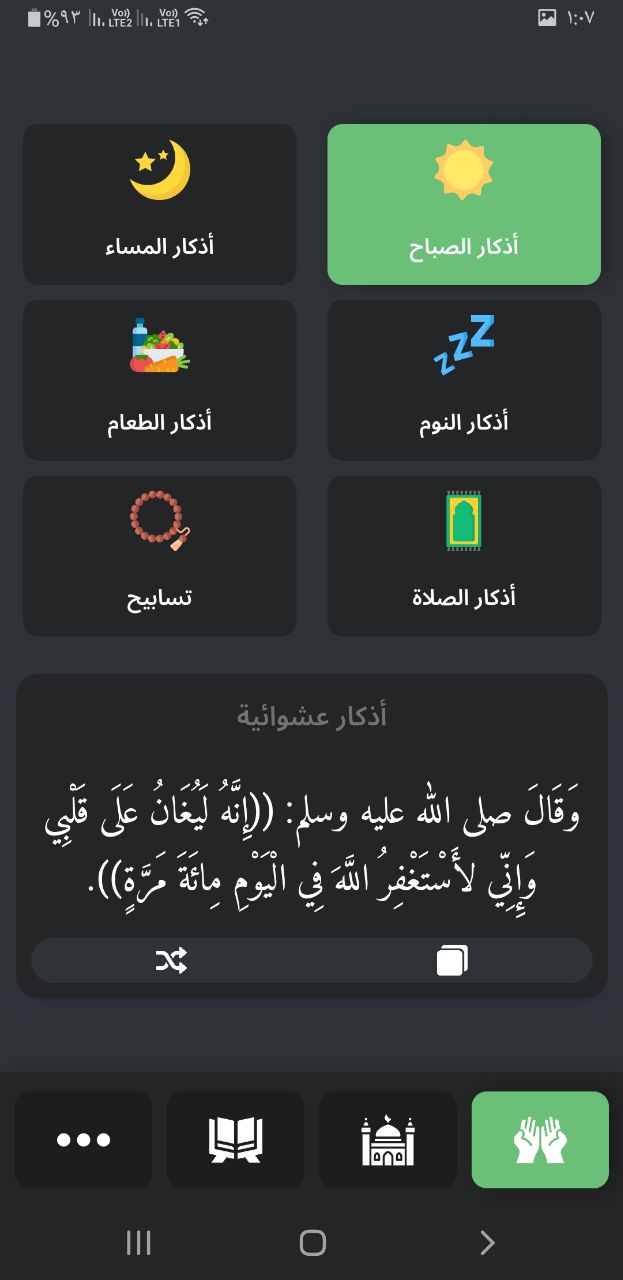 ١:٠٧
%٩٣ Vo)) LTE2 Vo)) LTE1
أذكار الصباح
أذكار المساء
أذكار النوم
أذكار الطعام
أذكار الصلاة
تسابيح
أذكار عشوائية
وَقَالَ صلى الله عليه وسلم: ((إِنَّهُ لَيُغَانُ عَلَى قَلْبِي
وَإِنِّي لأَسْتَغْفِرُ اللَّهَ فِي الْيَوْمِ مِائَةَ مَرَّةٍ)).